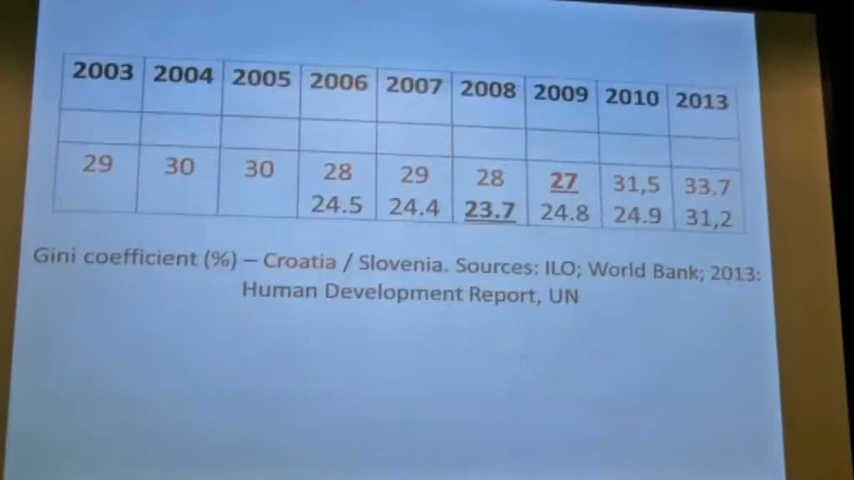 2003 2004 2005 2006 2007 2008 2009 2010 2013
29 30 30 28 29 28 27 31,5 33.7
24.5 24.4 23.7 24.8 24.9 31,2
Gini coefficient (%) – Croatia / Slovenia. Sources: ILO; World Bank; 2013:
Human Development Report, UN